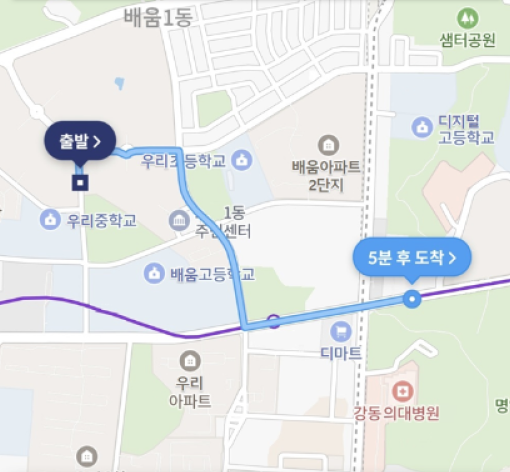 배움1동
샘터공원
출발 >
디지털
고등학교
우리초등학교
배움아파트
2단지
우리중학교
1동
주민센터
5분 후 도착 >
배움고등학교
디마트
우리
아파트
강동의대병원
명